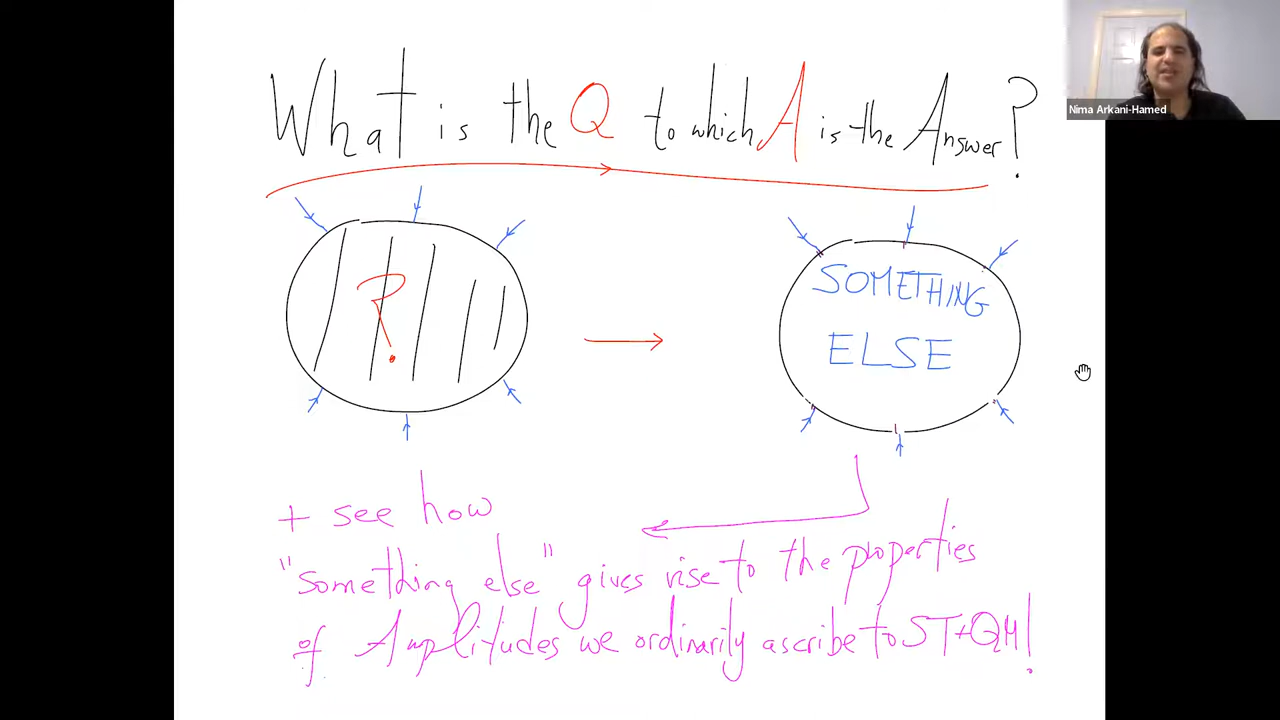 What is the Q to which A is the Answer?
Nima Arkani-Hamed
?
SOMETHING
ELSE
+ see how
"something else" gives rise to the properties
of Amplitudes we ordinarily ascribe to ST+QM!